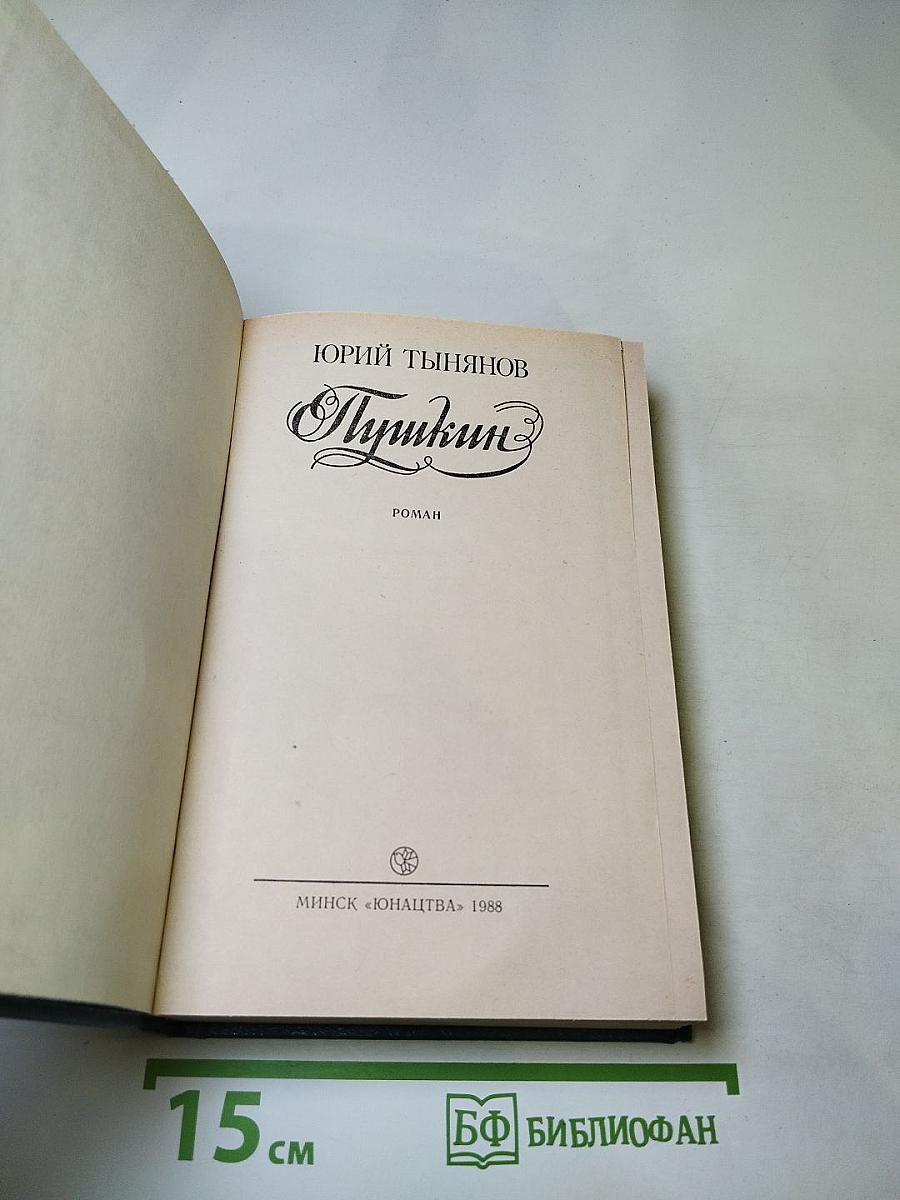 ЮРИЙ ТЫНЯНОВ
Пушкин
РОМАН
МИНСК «ЮНАЦТВА» 1988
15 см
БФ БИБЛИОФАН